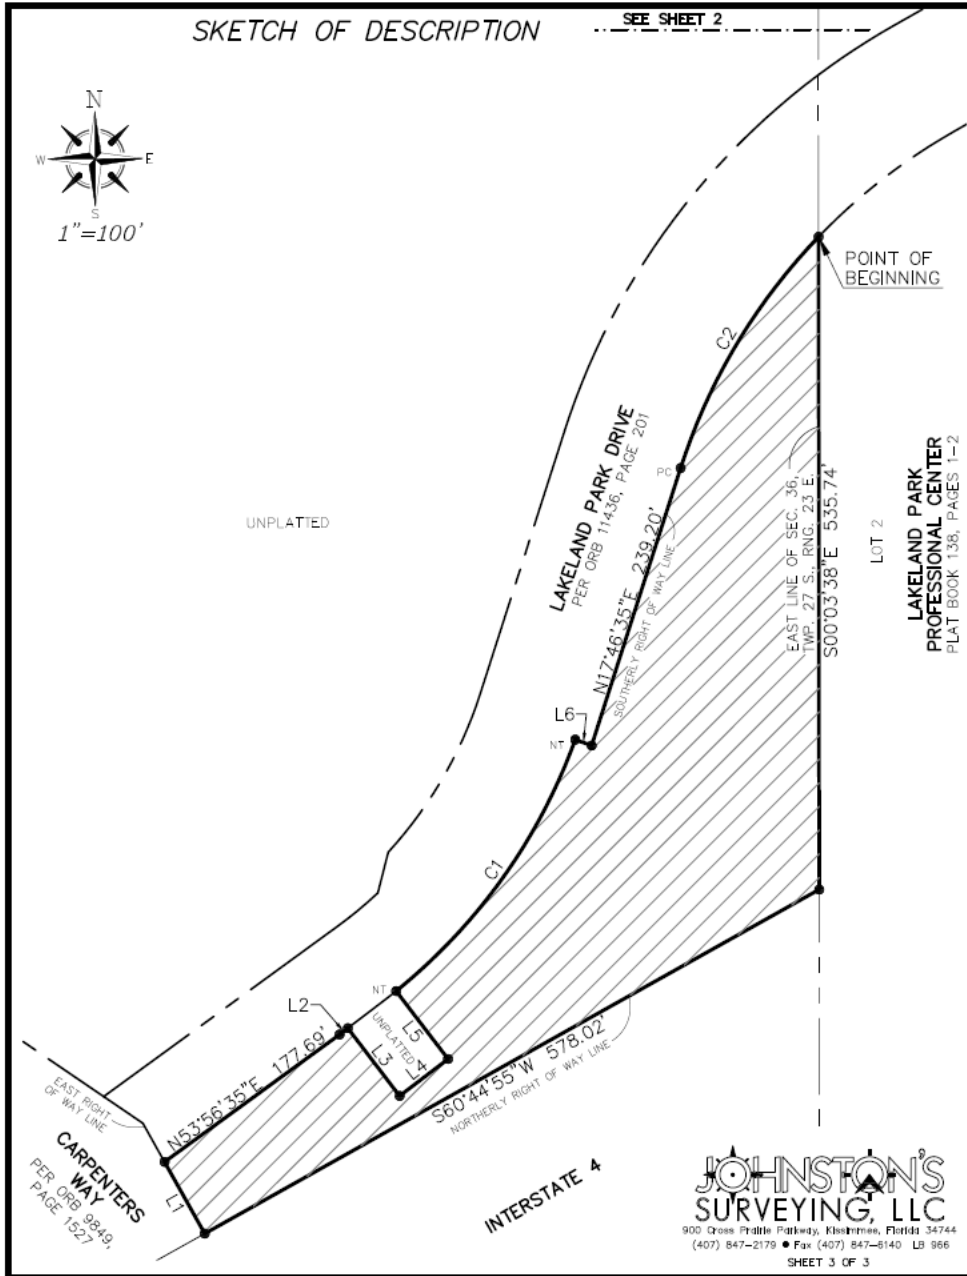 SKETCH OF DESCRIPTION
SEE SHEET 2
N
W
E
S
1"=100'
POINT OF
BEGINNING
C2
PC
LAKELAND PARK DRIVE
PER ORB 11436, PAGE 201
UNPLATTED
N17°46'35"E 239.20'
SOUTHERLY RIGHT OF WAY LINE
EAST LINE OF SEC. 36,
TWP. 27 S., RNG. 23 E.
S00°03'38"E 535.74'
LOT 2
LAKELAND PARK
PROFESSIONAL CENTER
PLAT BOOK 138, PAGES 1-2
L6
NT
C1
NT
L2
UNPLATTED
L5
L3
L4
N53°56'35"E 177.69'
S60°44'55"W 578.02'
NORTHERLY RIGHT OF WAY LINE
EAST RIGHT
OF WAY LINE
L1
CARPENTERS
WAY
PER ORB 9849,
PAGE 1527
INTERSTATE 4
JOHNSTON'S
SURVEYING, LLC
900 Cross Prairie Parkway, Kissimmee, Florida 34744
(407) 847-2179 ● Fax (407) 847-6140 LB 966
SHEET 3 OF 3